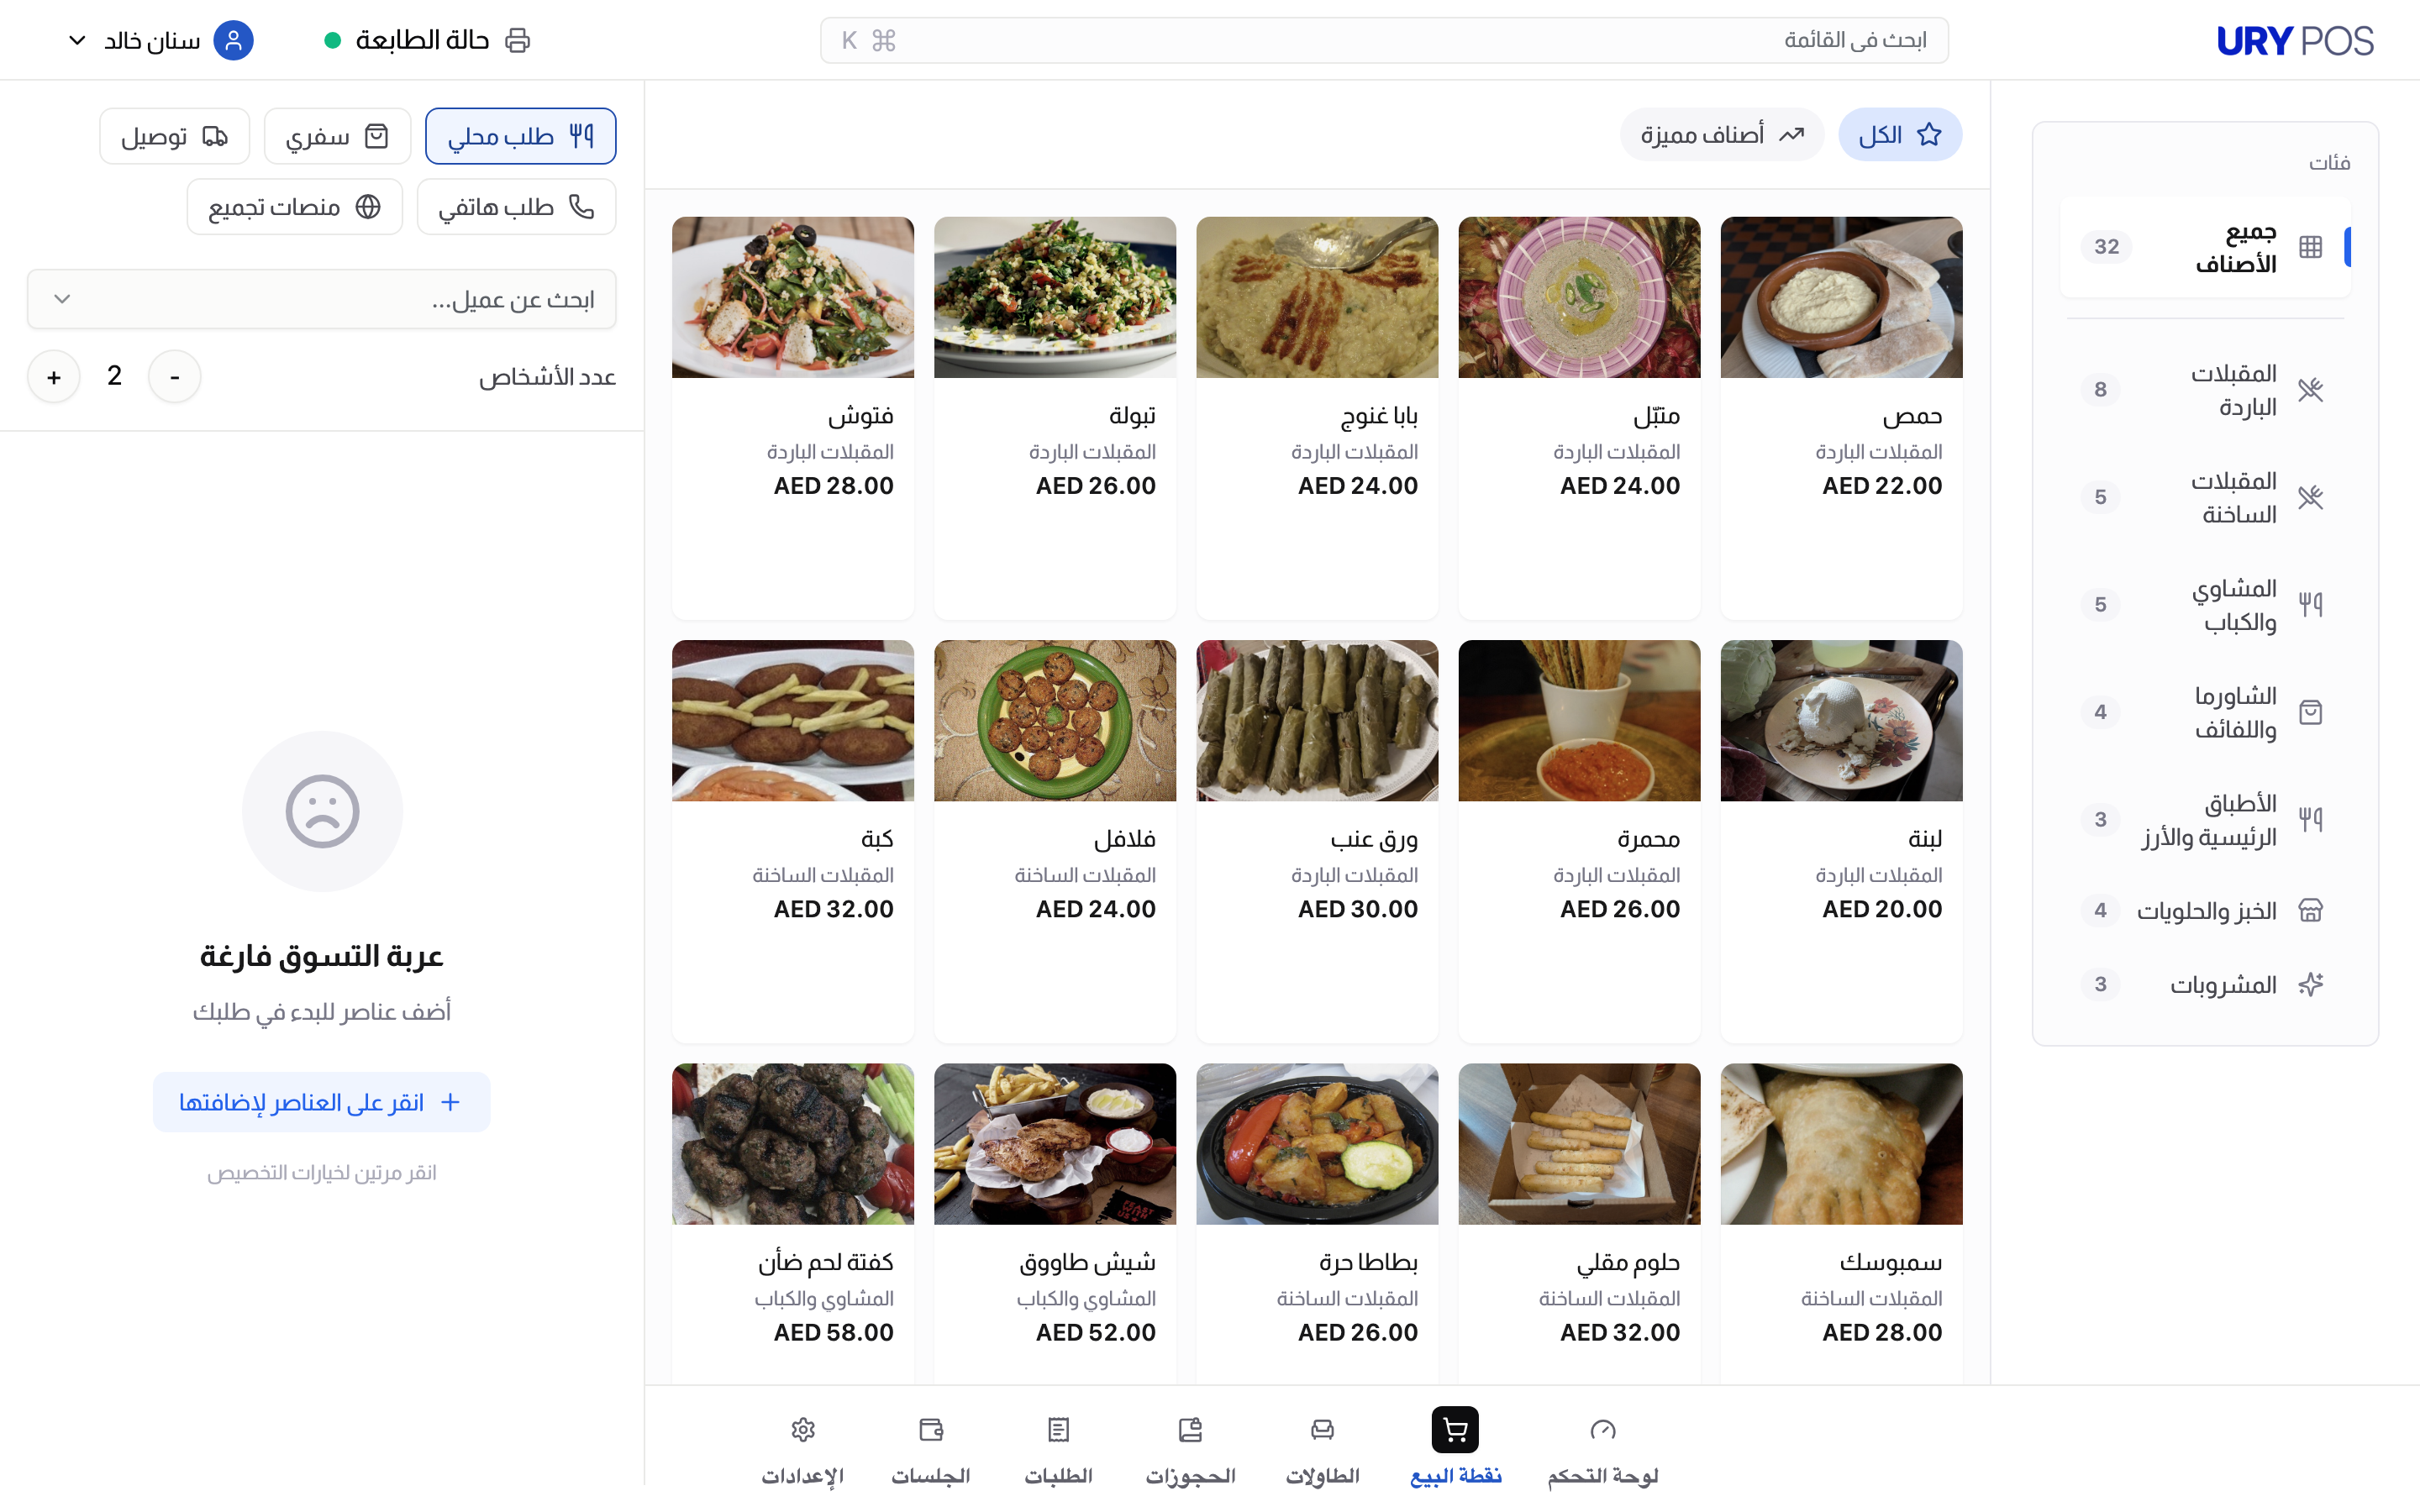 URY POS
ابحث في القائمة
⌘ K
حالة الطابعة
سنان خالد
فئات
جميع
الأصناف
32
المقبلات
الباردة
8
المقبلات
الساخنة
5
المشاوي
والكباب
5
الشاورما
واللفائف
4
الأطباق
الرئيسية والأرز
3
الخبز والحلويات
4
المشروبات
3
الكل
أصناف مميزة
حمص
المقبلات الباردة
AED 22.00
متبّل
المقبلات الباردة
AED 24.00
بابا غنوج
المقبلات الباردة
AED 24.00
تبولة
المقبلات الباردة
AED 26.00
فتوش
المقبلات الباردة
AED 28.00
لبنة
المقبلات الباردة
AED 20.00
محمرة
المقبلات الباردة
AED 26.00
ورق عنب
المقبلات الباردة
AED 30.00
فلافل
المقبلات الساخنة
AED 24.00
كبة
المقبلات الساخنة
AED 32.00
سمبوسك
المقبلات الساخنة
AED 28.00
حلوم مقلي
المقبلات الساخنة
AED 32.00
بطاطا حرة
المقبلات الساخنة
AED 26.00
شيش طاووق
المشاوي والكباب
AED 52.00
كفتة لحم ضأن
المشاوي والكباب
AED 58.00
طلب محلي
سفري
توصيل
طلب هاتفي
منصات تجميع
ابحث عن عميل...
عدد الأشخاص
- 2 +
عربة التسوق فارغة
أضف عناصر للبدء في طلبك
+ انقر على العناصر لإضافتها
انقر مرتين لخيارات التخصيص
لوحة التحكم
نقطة البيع
الطاولات
الحجوزات
الطلبات
الجلسات
الإعدادات